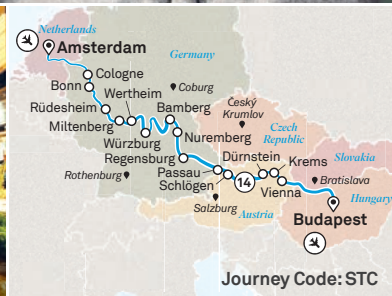 Netherlands
Amsterdam
Germany
Cologne
Bonn
Coburg
Wertheim
Rüdesheim
Bamberg
Český
Krumlov
Miltenberg
Nuremberg
Czech
Republic
Würzburg
Regensburg
Dürnstein
Krems
Slovakia
Rothenburg
Passau
Schlögen
14
Vienna
Bratislava
Hungary
Salzburg
Austria
Budapest
Journey Code: STC